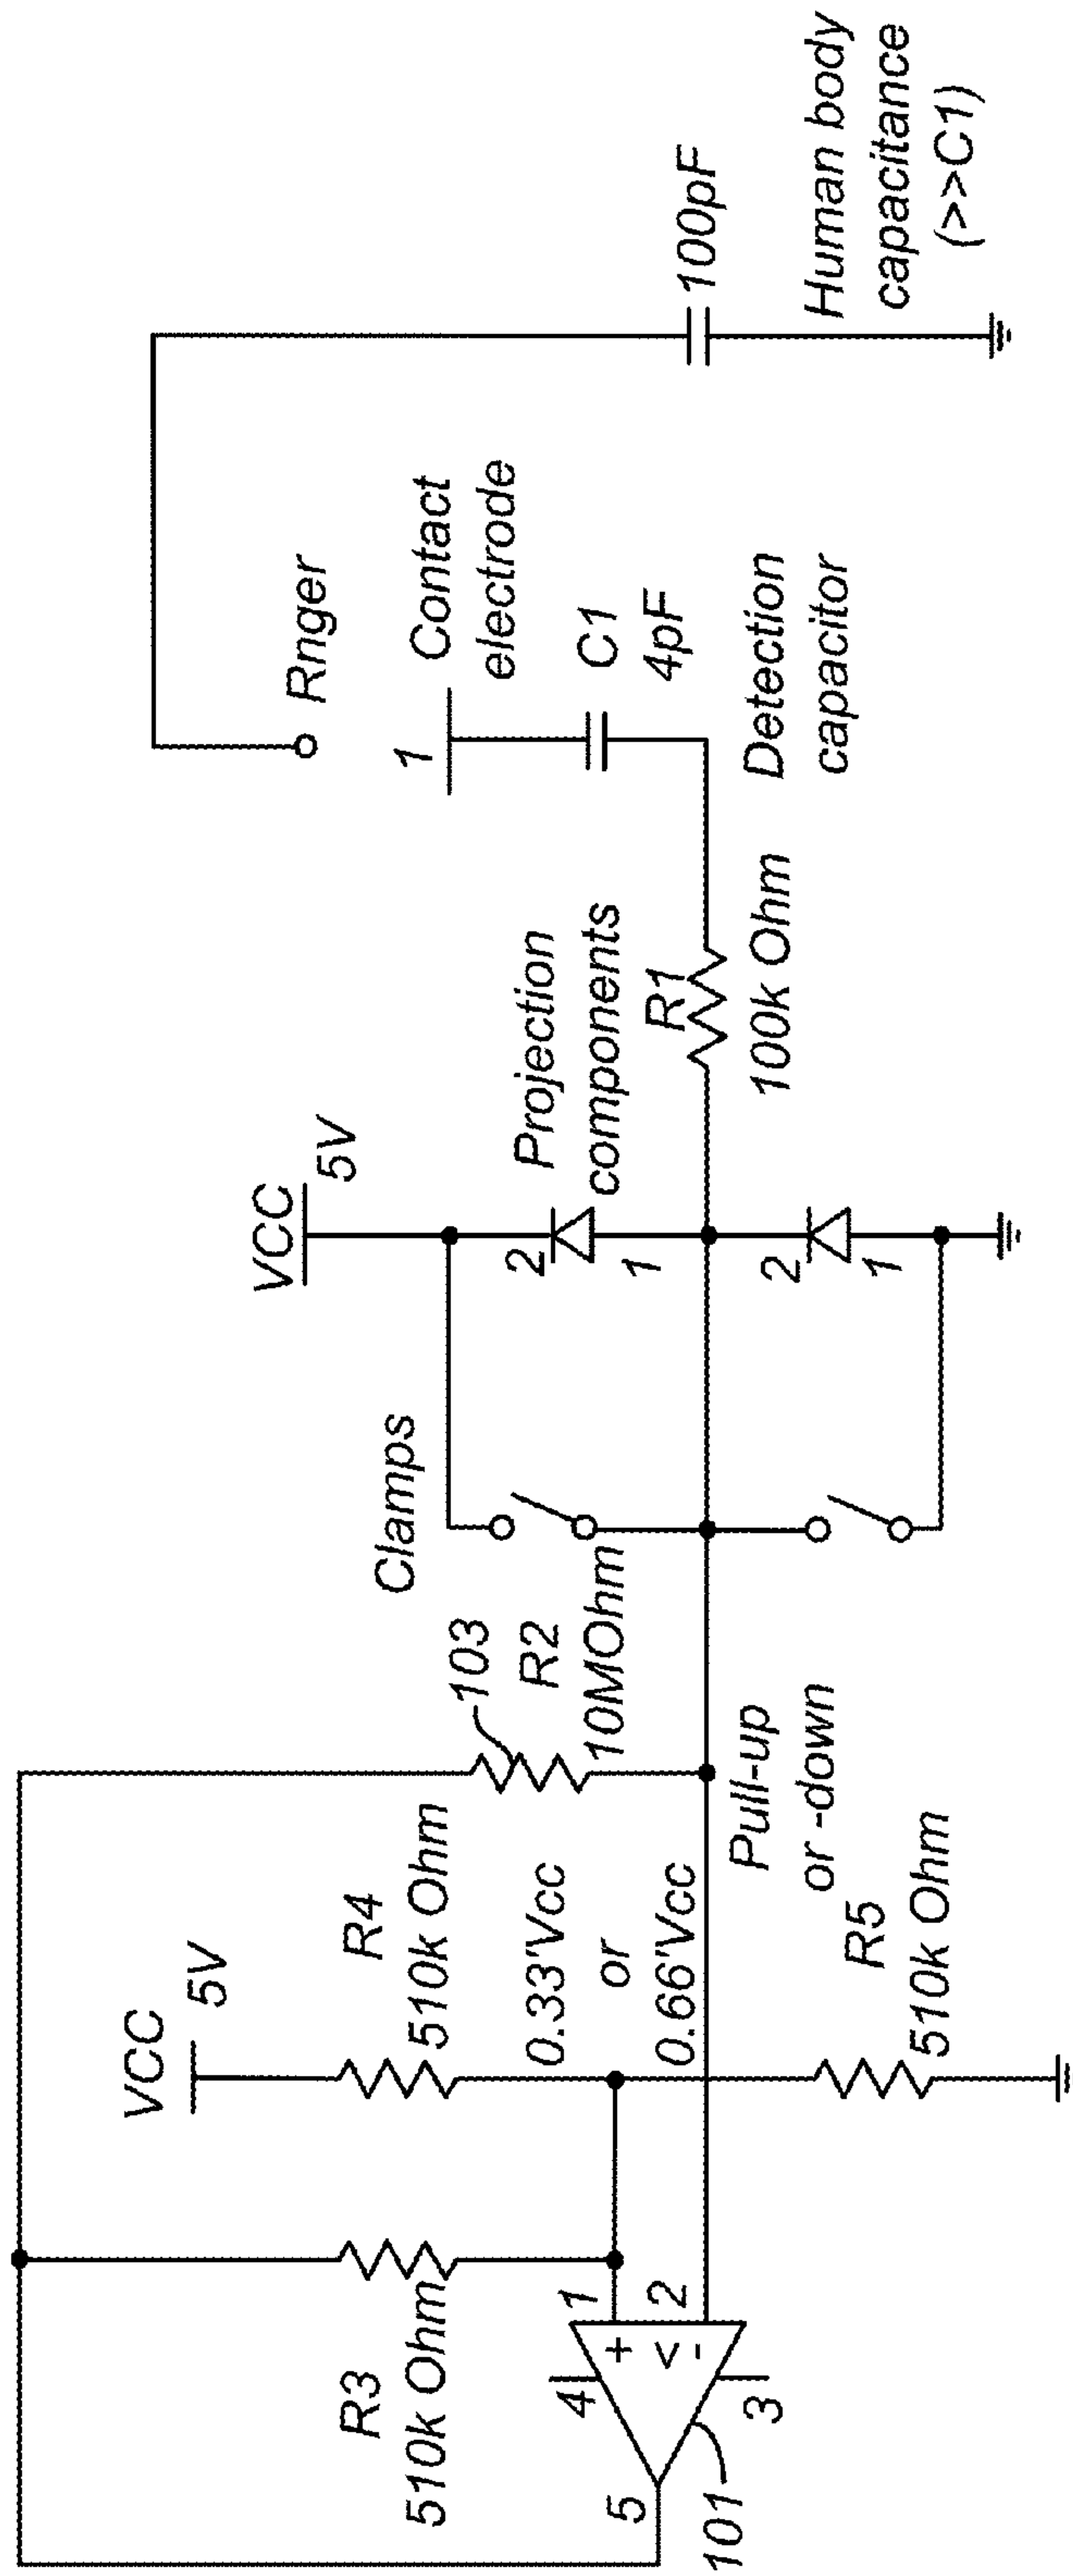 R3
510k Ohm
VCC
5V
R4
510k Ohm
0.33'Vcc
or
0.66'Vcc
103
R2
10MOhm
Pull-up
or -down
R5
510k Ohm
5
4
3
1
2
+
<
-
101
Clamps
VCC
5V
2
1
2
1
Projection
components
R1
100k Ohm
Rnger
1
Contact
electrode
C1
4pF
Detection
capacitor
100pF
Human body
capacitance
(>>C1)